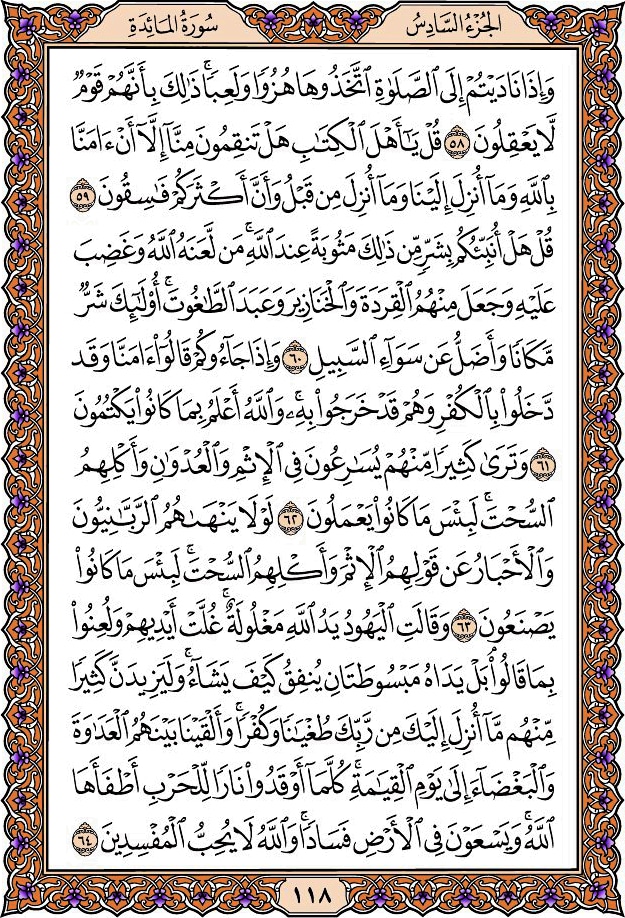 الجُزْءُ السَّادِسُ
سُورَةُ المَائِدَةِ
وَإِذَا نَادَيْتُمْ إِلَى ٱلصَّلَوٰةِ ٱتَّخَذُوهَا هُزُوًا وَلَعِبًا ۚ ذَٰلِكَ بِأَنَّهُمْ قَوْمٌ
لَّا يَعْقِلُونَ ٥٨ قُلْ يَـٰٓأَهْلَ ٱلْكِتَـٰبِ هَلْ تَنقِمُونَ مِنَّآ إِلَّآ أَنْ ءَامَنَّا
بِٱللَّهِ وَمَآ أُنزِلَ إِلَيْنَا وَمَآ أُنزِلَ مِن قَبْلُ وَأَنَّ أَكْثَرَكُمْ فَـٰسِقُونَ ٥٩
قُلْ هَلْ أُنَبِّئُكُم بِشَرٍّ مِّن ذَٰلِكَ مَثُوبَةً عِندَ ٱللَّهِ ۚ مَن لَّعَنَهُ ٱللَّهُ وَغَضِبَ
عَلَيْهِ وَجَعَلَ مِنْهُمُ ٱلْقِرَدَةَ وَٱلْخَنَازِيرَ وَعَبَدَ ٱلطَّـٰغُوتَ ۚ أُو۟لَـٰٓئِكَ شَرٌّ
مَّكَانًا وَأَضَلُّ عَن سَوَآءِ ٱلسَّبِيلِ ٦٠ وَإِذَا جَآءُوكُمْ قَالُوٓا۟ ءَامَنَّا وَقَد
دَّخَلُوا۟ بِٱلْكُفْرِ وَهُمْ قَدْ خَرَجُوا۟ بِهِۦ ۚ وَٱللَّهُ أَعْلَمُ بِمَا كَانُوا۟ يَكْتُمُونَ
٦١ وَتَرَىٰ كَثِيرًا مِّنْهُمْ يُسَـٰرِعُونَ فِى ٱلْإِثْمِ وَٱلْعُدْوَٰنِ وَأَكْلِهِمُ
ٱلسُّحْتَ ۚ لَبِئْسَ مَا كَانُوا۟ يَعْمَلُونَ ٦٢ لَوْلَا يَنْهَىٰهُمُ ٱلرَّبَّـٰنِيُّونَ
وَٱلْأَحْبَارُ عَن قَوْلِهِمُ ٱلْإِثْمَ وَأَكْلِهِمُ ٱلسُّحْتَ ۚ لَبِئْسَ مَا كَانُوا۟
يَصْنَعُونَ ٦٣ وَقَالَتِ ٱلْيَهُودُ يَدُ ٱللَّهِ مَغْلُولَةٌ ۚ غُلَّتْ أَيْدِيهِمْ وَلُعِنُوا۟
بِمَا قَالُوا۟ ۘ بَلْ يَدَاهُ مَبْسُوطَتَانِ يُنفِقُ كَيْفَ يَشَآءُ ۚ وَلَيَزِيدَنَّ كَثِيرًا
مِّنْهُم مَّآ أُنزِلَ إِلَيْكَ مِن رَّبِّكَ طُغْيَـٰنًا وَكُفْرًا ۚ وَأَلْقَيْنَا بَيْنَهُمُ ٱلْعَدَٰوَةَ
وَٱلْبَغْضَآءَ إِلَىٰ يَوْمِ ٱلْقِيَـٰمَةِ ۚ كُلَّمَآ أَوْقَدُوا۟ نَارًا لِّلْحَرْبِ أَطْفَأَهَا
ٱللَّهُ ۚ وَيَسْعَوْنَ فِى ٱلْأَرْضِ فَسَادًا ۚ وَٱللَّهُ لَا يُحِبُّ ٱلْمُفْسِدِينَ ٦٤
١١٨